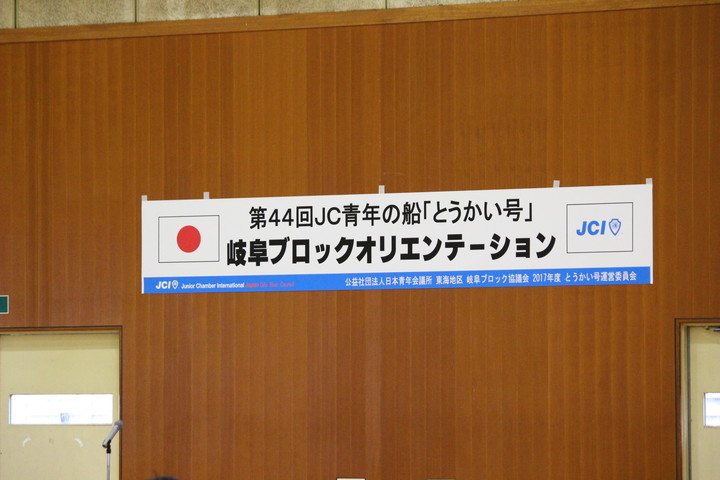 第44回JC青年の船「とうかい号」
岐阜ブロックオリエンテーション
JCI
JCI Junior Chamber International
公益社団法人日本青年会議所 東海地区 岐阜ブロック協議会 2017年度 とうかい号運営委員会